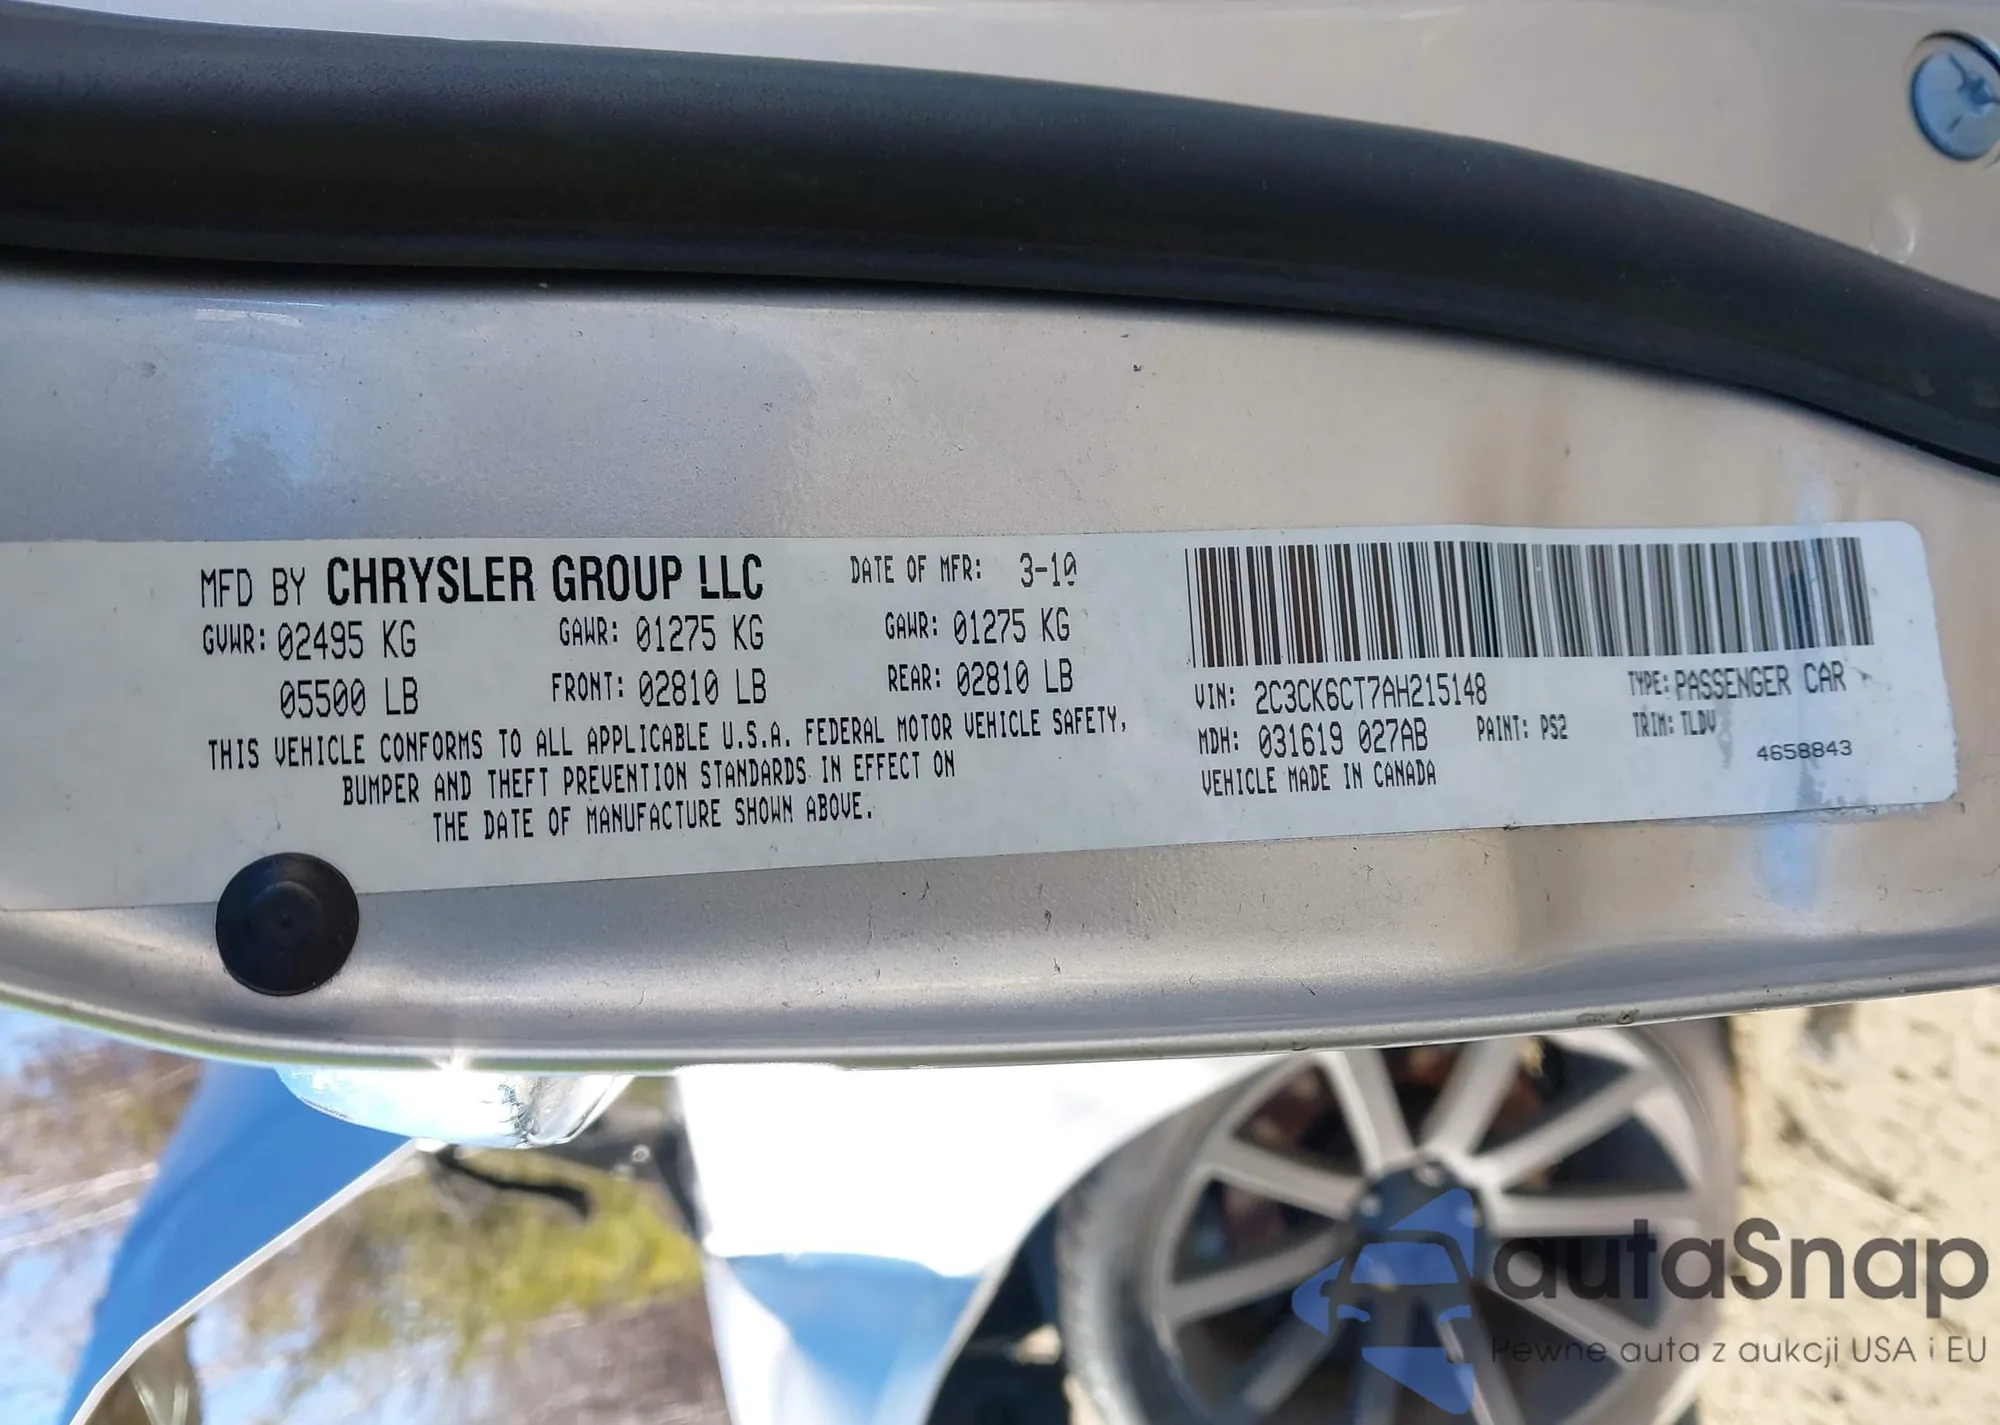 MFD BY CHRYSLER GROUP LLC DATE OF MFR: 3-10
GVWR: 02495 KG GAWR: 01275 KG GAWR: 01275 KG
05500 LB FRONT: 02810 LB REAR: 02810 LB
THIS VEHICLE CONFORMS TO ALL APPLICABLE U.S.A. FEDERAL MOTOR VEHICLE SAFETY,
BUMPER AND THEFT PREVENTION STANDARDS IN EFFECT ON
THE DATE OF MANUFACTURE SHOWN ABOVE.
VIN: 2C3CK6CT7AH215148 TYPE: PASSENGER CAR
MDH: 031619 027AB PAINT: PS2 TRIM: TLDV
VEHICLE MADE IN CANADA 4658843
autaSnap
Pewne auta z aukcji USA i EU